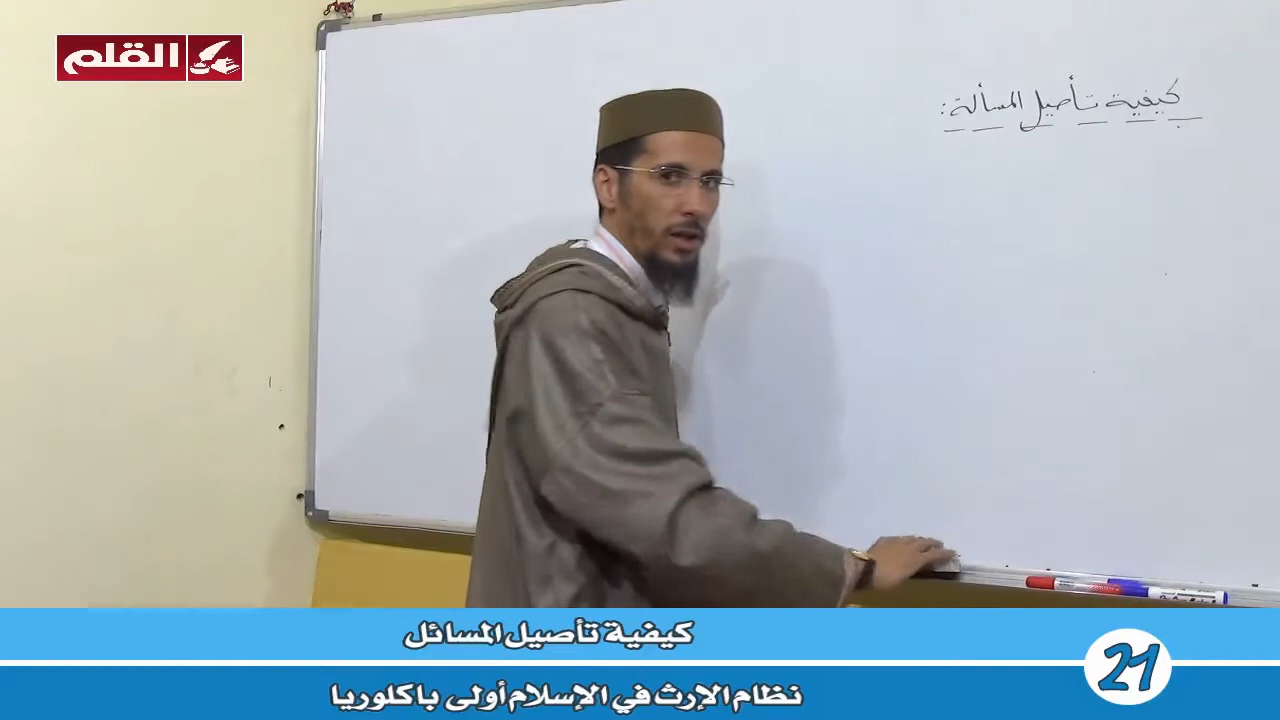 القلم
كيفية تأصيل المسألة:
كيفية تأصيل المسائل
21
نظام الإرث في الإسلام أولى باكلوريا